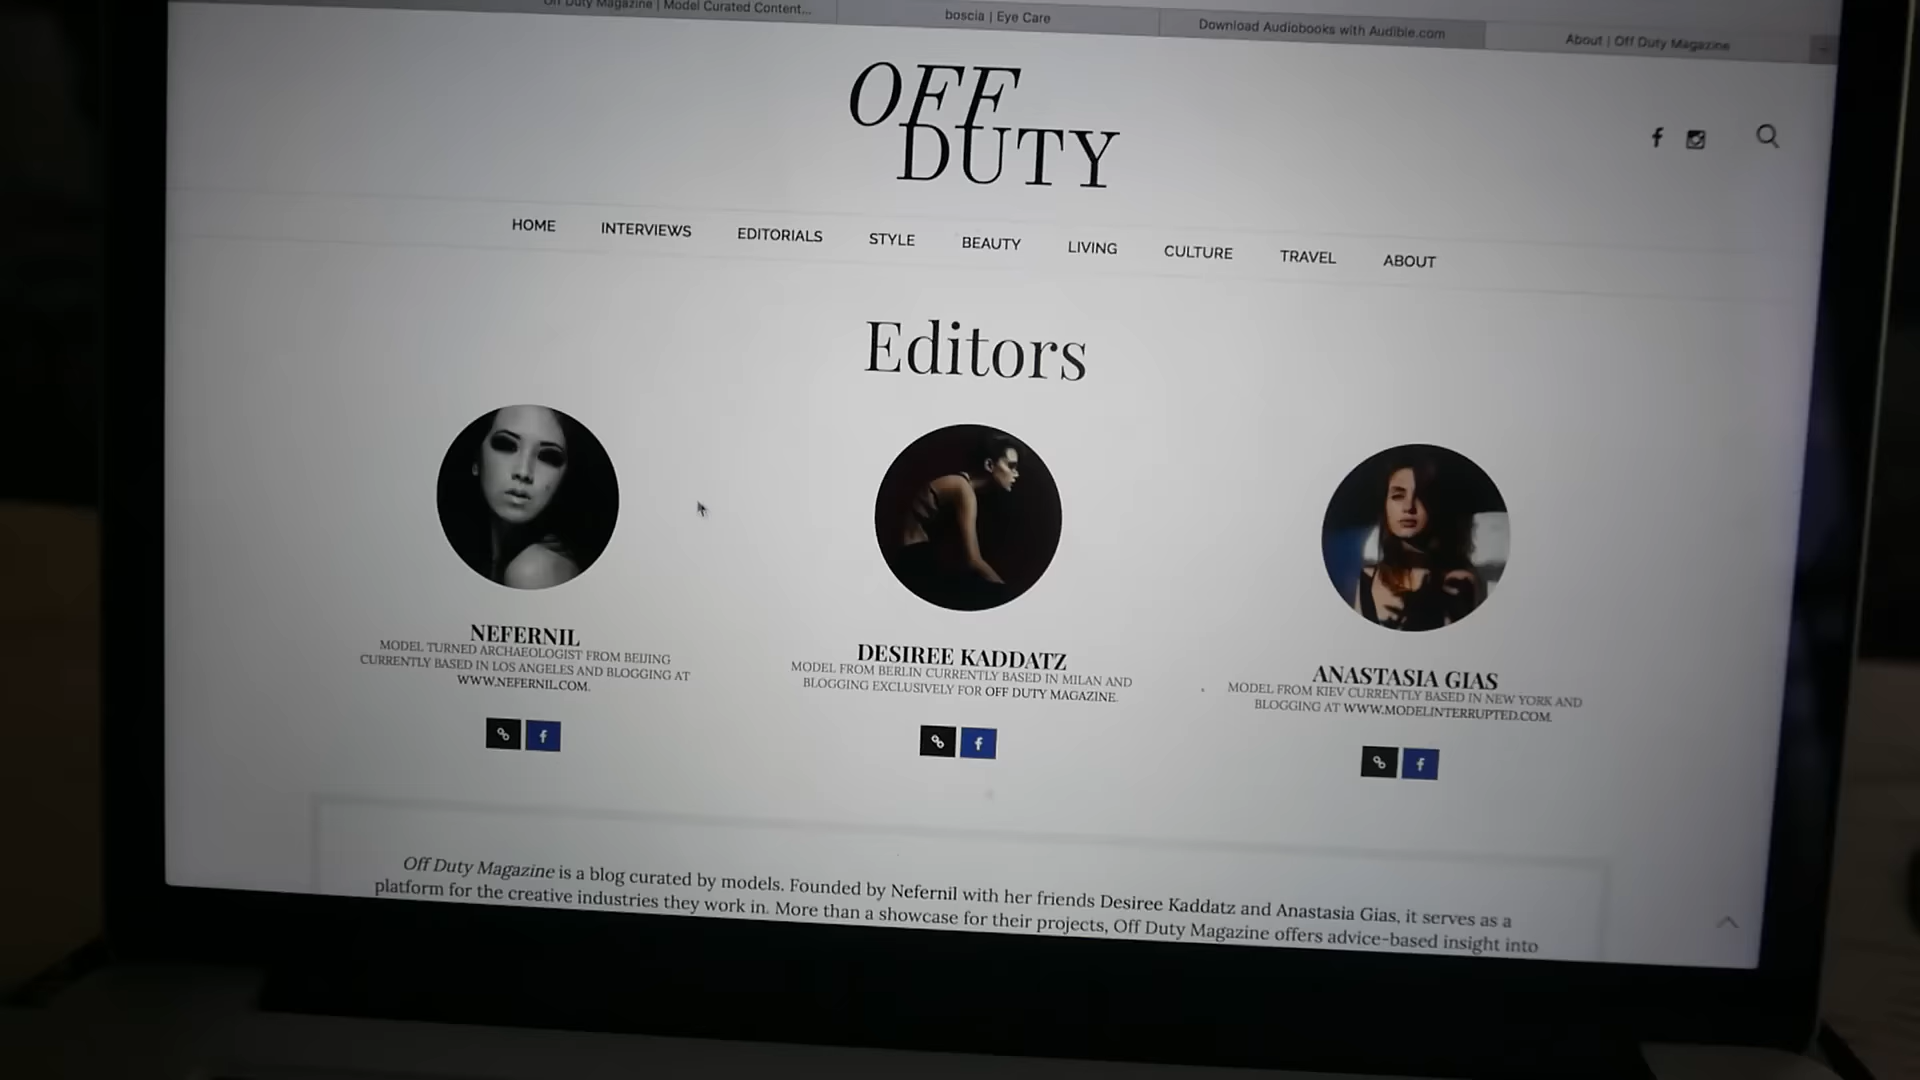 Off Duty Magazine | Model Curated Content...
boscia | Eye Care
Download Audiobooks with Audible.com
About | Off Duty Magazine
OFF
DUTY
HOME INTERVIEWS EDITORIALS STYLE BEAUTY LIVING CULTURE TRAVEL ABOUT
Editors
NEFERNIL
MODEL TURNED ARCHAEOLOGIST FROM BEIJING
CURRENTLY BASED IN LOS ANGELES AND BLOGGING AT
WWW.NEFERNIL.COM.
DESIREE KADDATZ
MODEL FROM BERLIN CURRENTLY BASED IN MILAN AND
BLOGGING EXCLUSIVELY FOR OFF DUTY MAGAZINE.
ANASTASIA GIAS
MODEL FROM KIEV CURRENTLY BASED IN NEW YORK AND
BLOGGING AT WWW.MODELINTERRUPTED.COM.
Off Duty Magazine is a blog curated by models. Founded by Nefernil with her friends Desiree Kaddatz and Anastasia Gias, it serves as a
platform for the creative industries they work in. More than a showcase for their projects, Off Duty Magazine offers advice-based insight into